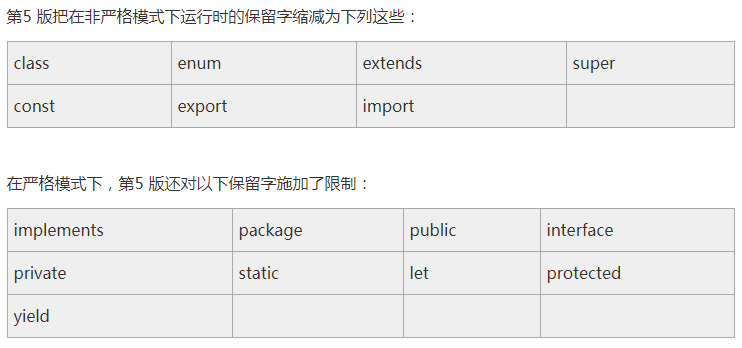 第5 版把在非严格模式下运行时的保留字缩减为下列这些：
class enum extends super
const export import
在严格模式下，第5 版还对以下保留字施加了限制：
implements package public interface
private static let protected
yield